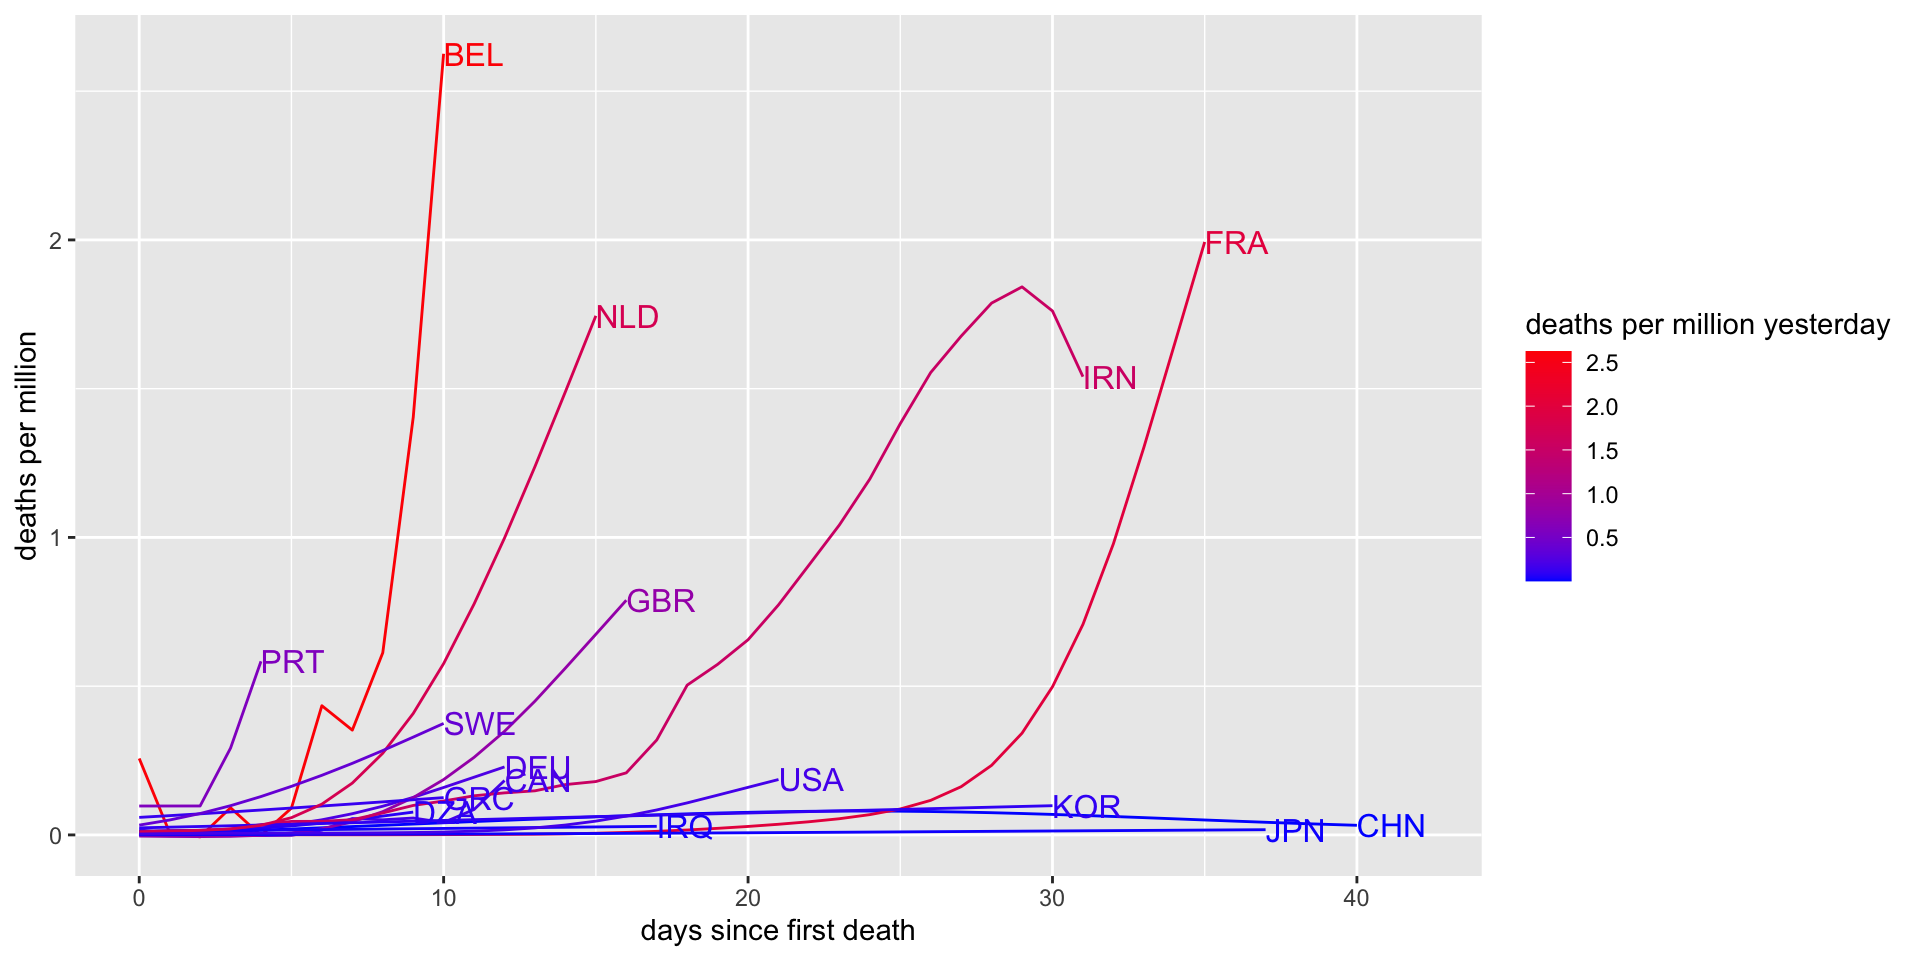 BEL
2
FRA
NLD
IRN
deaths per million yesterday
2.5
2.0
1.5
1.0
0.5
deaths per million
1
GBR
PRT
SWE
DEU
CAN
USA
GRC
DZA
KOR
IRQ
JPN
CHN
0
0 10 20 30 40
days since first death